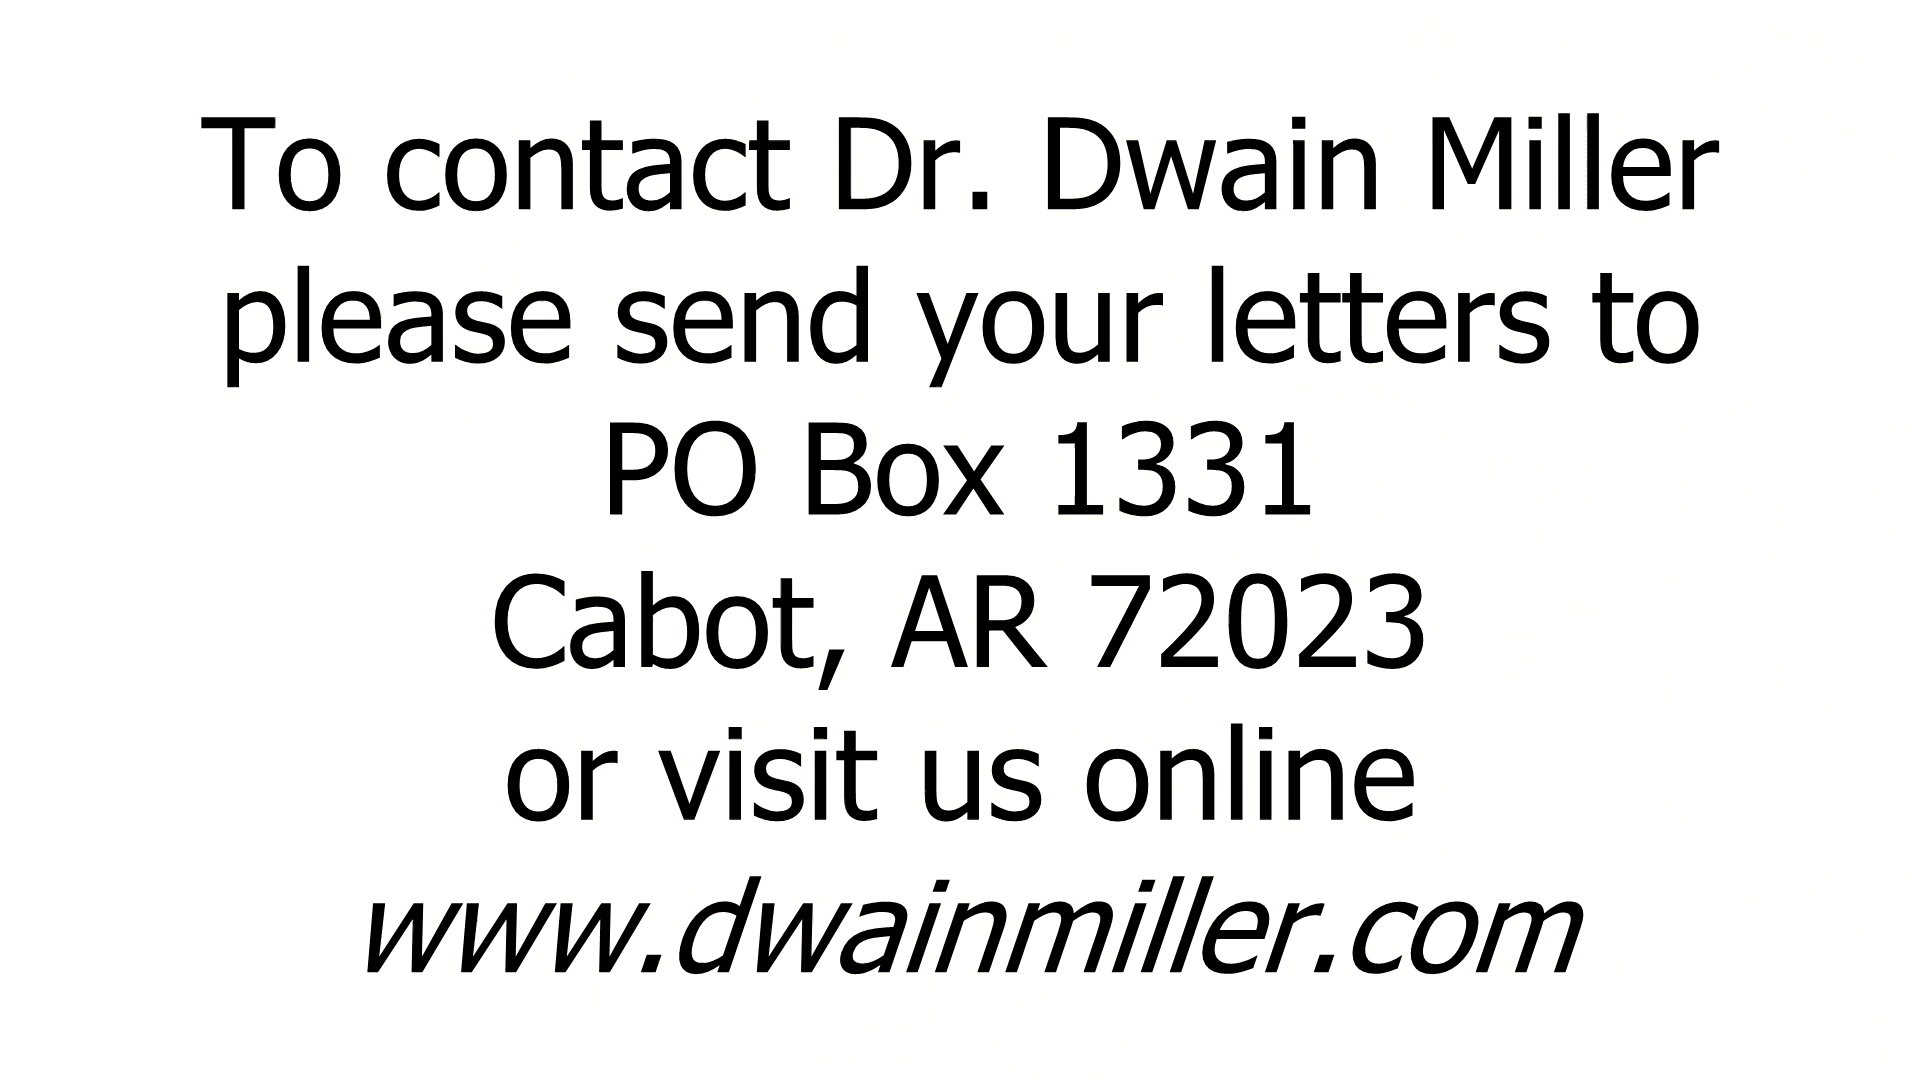 To contact Dr. Dwain Miller
please send your letters to
PO Box 1331
Cabot, AR 72023
or visit us online
www.dwainmiller.com